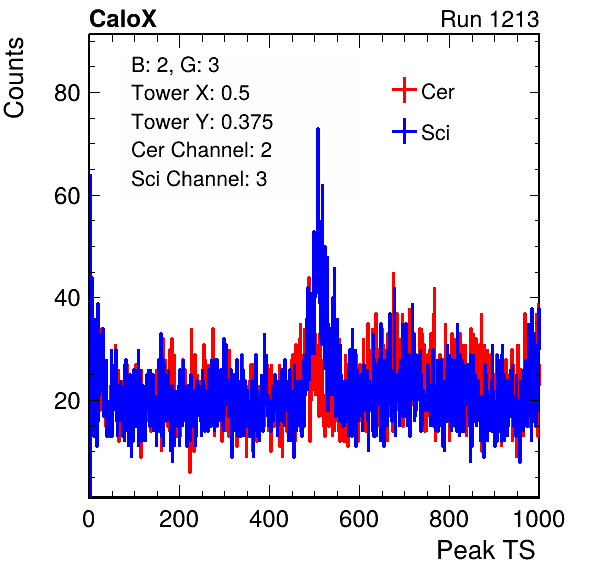 CaloX
Run 1213
Counts
B: 2, G: 3
Tower X: 0.5
Tower Y: 0.375
Cer Channel: 2
Sci Channel: 3
Cer
Sci
80
60
40
20
0
200
400
600
800
1000
Peak TS